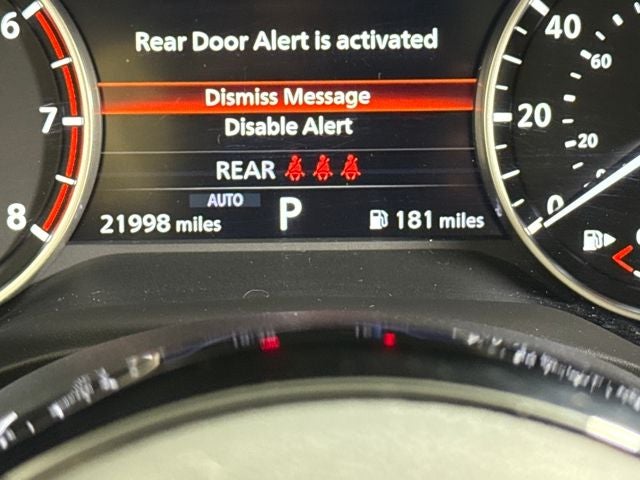 Rear Door Alert is activated
Dismiss Message
Disable Alert
REAR
AUTO
21998 miles
P
181 miles
6
7
8
40
60
20
20
0